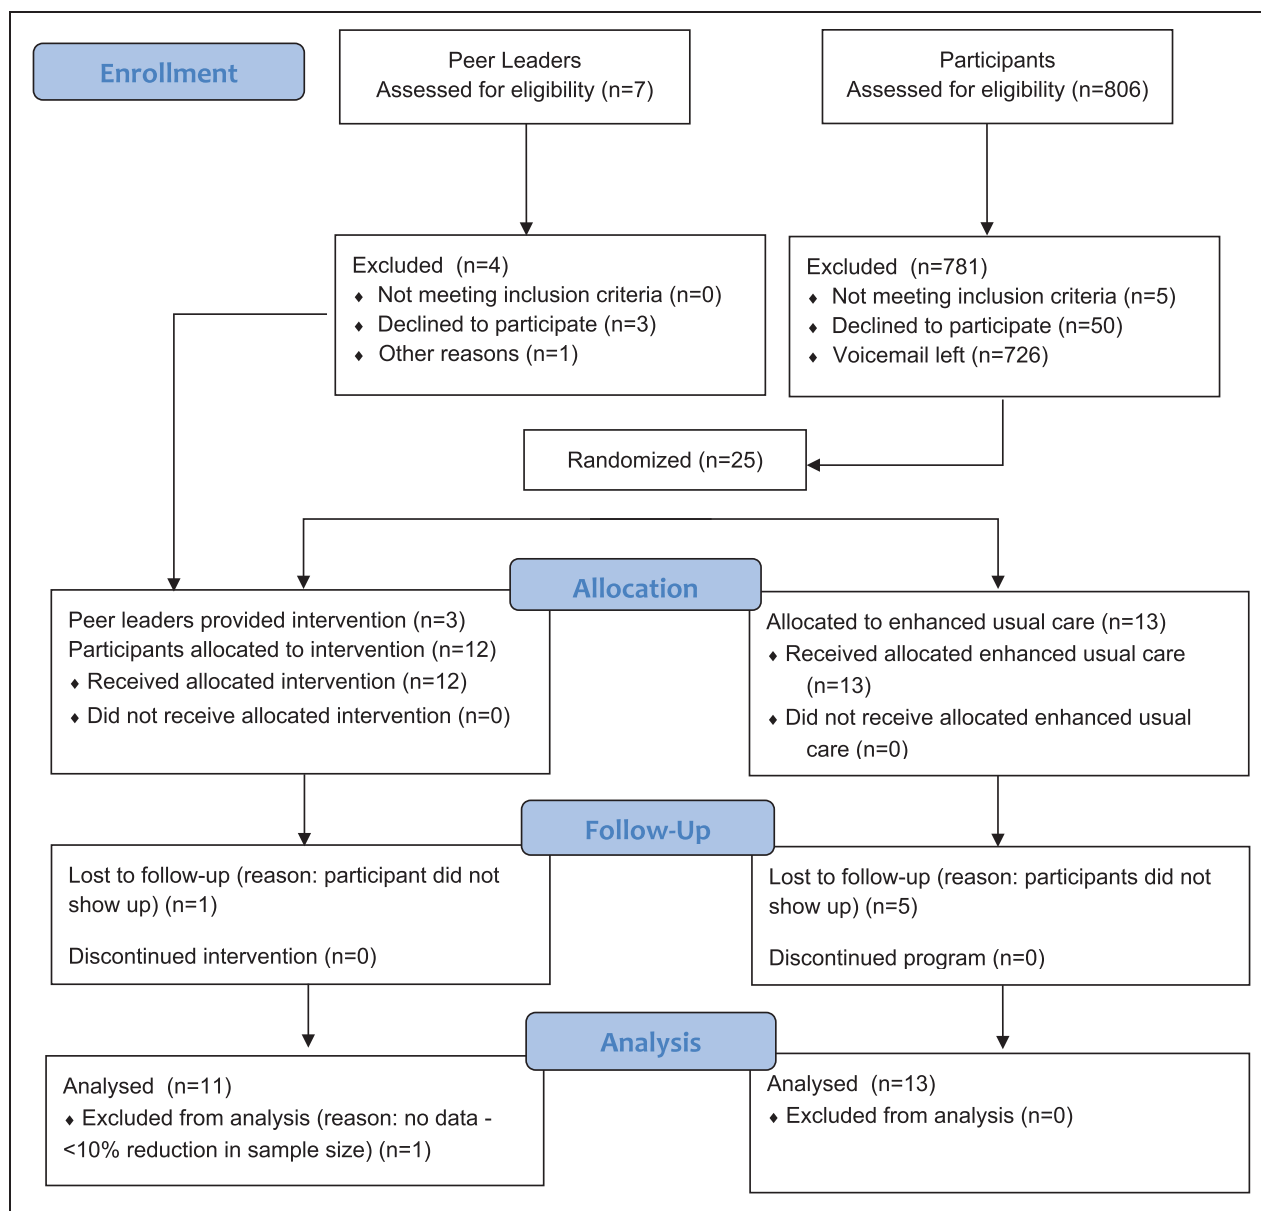 Enrollment
Peer Leaders
Assessed for eligibility (n=7)
Participants
Assessed for eligibility (n=806)
Excluded (n=4)
♦ Not meeting inclusion criteria (n=0)
♦ Declined to participate (n=3)
♦ Other reasons (n=1)
Excluded (n=781)
♦ Not meeting inclusion criteria (n=5)
♦ Declined to participate (n=50)
♦ Voicemail left (n=726)
Randomized (n=25)
Allocation
Peer leaders provided intervention (n=3)
Participants allocated to intervention (n=12)
♦ Received allocated intervention (n=12)
♦ Did not receive allocated intervention (n=0)
Allocated to enhanced usual care (n=13)
♦ Received allocated enhanced usual care
(n=13)
♦ Did not receive allocated enhanced usual
care (n=0)
Follow-Up
Lost to follow-up (reason: participant did not
show up) (n=1)
Discontinued intervention (n=0)
Lost to follow-up (reason: participants did not
show up) (n=5)
Discontinued program (n=0)
Analysis
Analysed (n=11)
♦ Excluded from analysis (reason: no data -
<10% reduction in sample size) (n=1)
Analysed (n=13)
♦ Excluded from analysis (n=0)